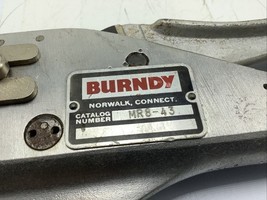 BURNDY
NORWALK, CONNECT.
CATALOG
NUMBER MR8-43